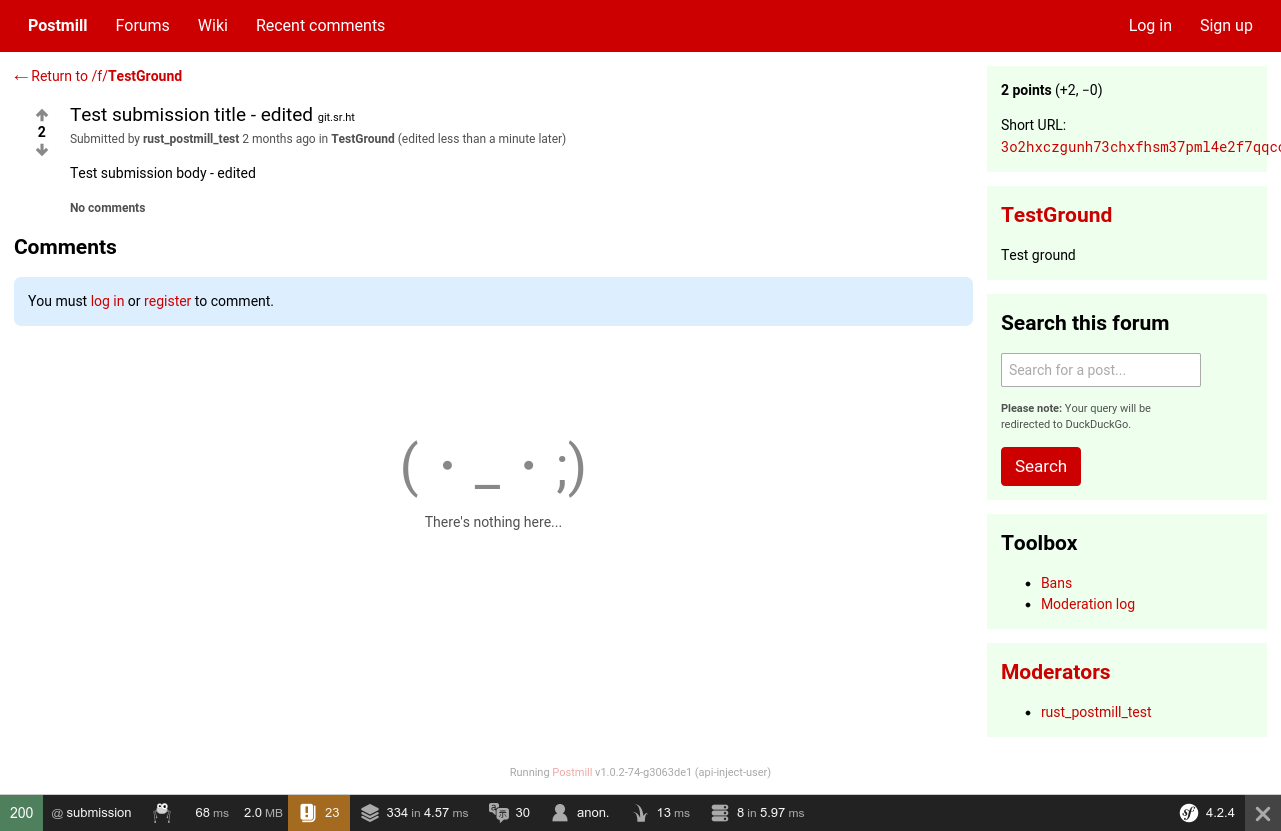 Postmill Forums Wiki Recent comments Log in Sign up
← Return to /f/TestGround
2
Test submission title - edited git.sr.ht
Submitted by rust_postmill_test 2 months ago in TestGround (edited less than a minute later)
Test submission body - edited
No comments
Comments
You must log in or register to comment.
( · _ · ;)
There's nothing here...
2 points (+2, −0)
Short URL:
3o2hxczgunh73chxfhsm37pml4e2f7qqc
TestGround
Test ground
Search this forum
Search for a post...
Please note: Your query will be
redirected to DuckDuckGo.
Search
Toolbox
Bans
Moderation log
Moderators
rust_postmill_test
Running Postmill v1.0.2-74-g3063de1 (api-inject-user)
200 @ submission 68 ms 2.0 MB 23 334 in 4.57 ms 30 anon. 13 ms 8 in 5.97 ms sf 4.2.4